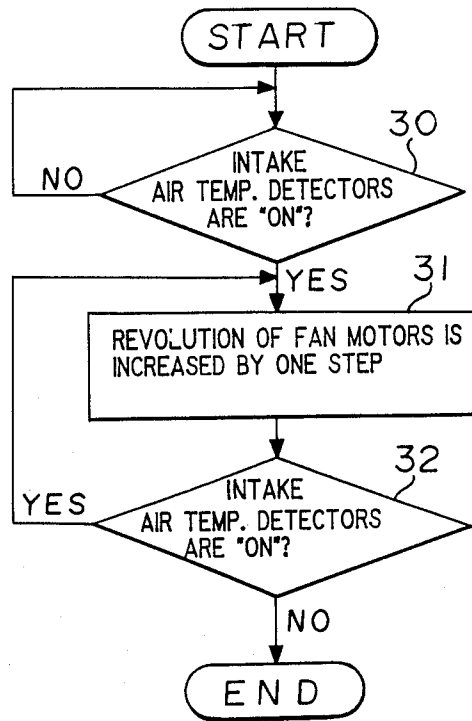 START
30
INTAKE
AIR TEMP. DETECTORS
ARE "ON"?
NO
YES
31
REVOLUTION OF FAN MOTORS IS
INCREASED BY ONE STEP
32
INTAKE
AIR TEMP. DETECTORS
ARE "ON"?
YES
NO
END